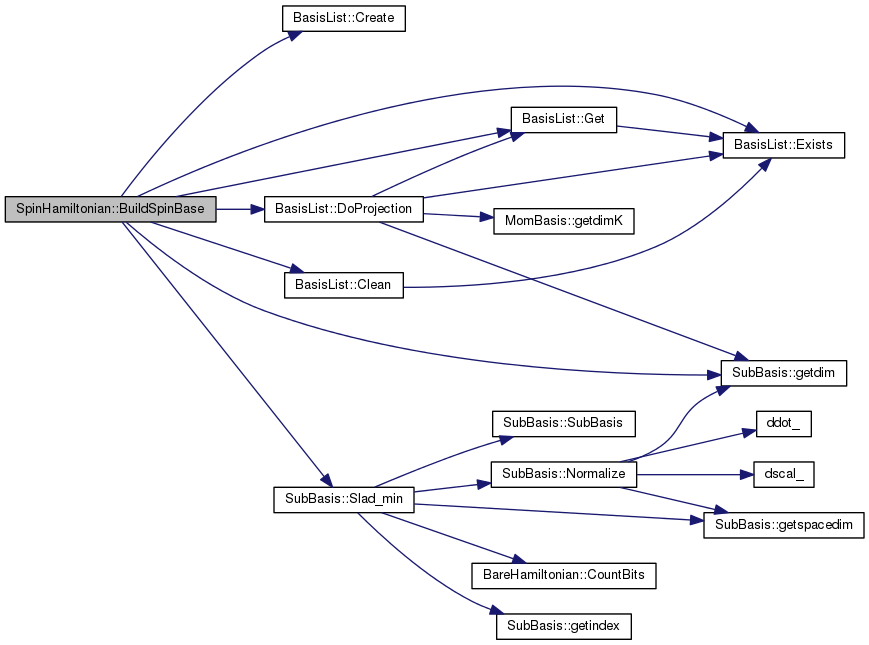 BasisList::Create
BasisList::Get
BasisList::Exists
SpinHamiltonian::BuildSpinBase
BasisList::DoProjection
MomBasis::getdimK
BasisList::Clean
SubBasis::getdim
SubBasis::SubBasis
ddot_
SubBasis::Normalize
dscal_
SubBasis::Slad_min
SubBasis::getspacedim
BareHamiltonian::CountBits
SubBasis::getindex